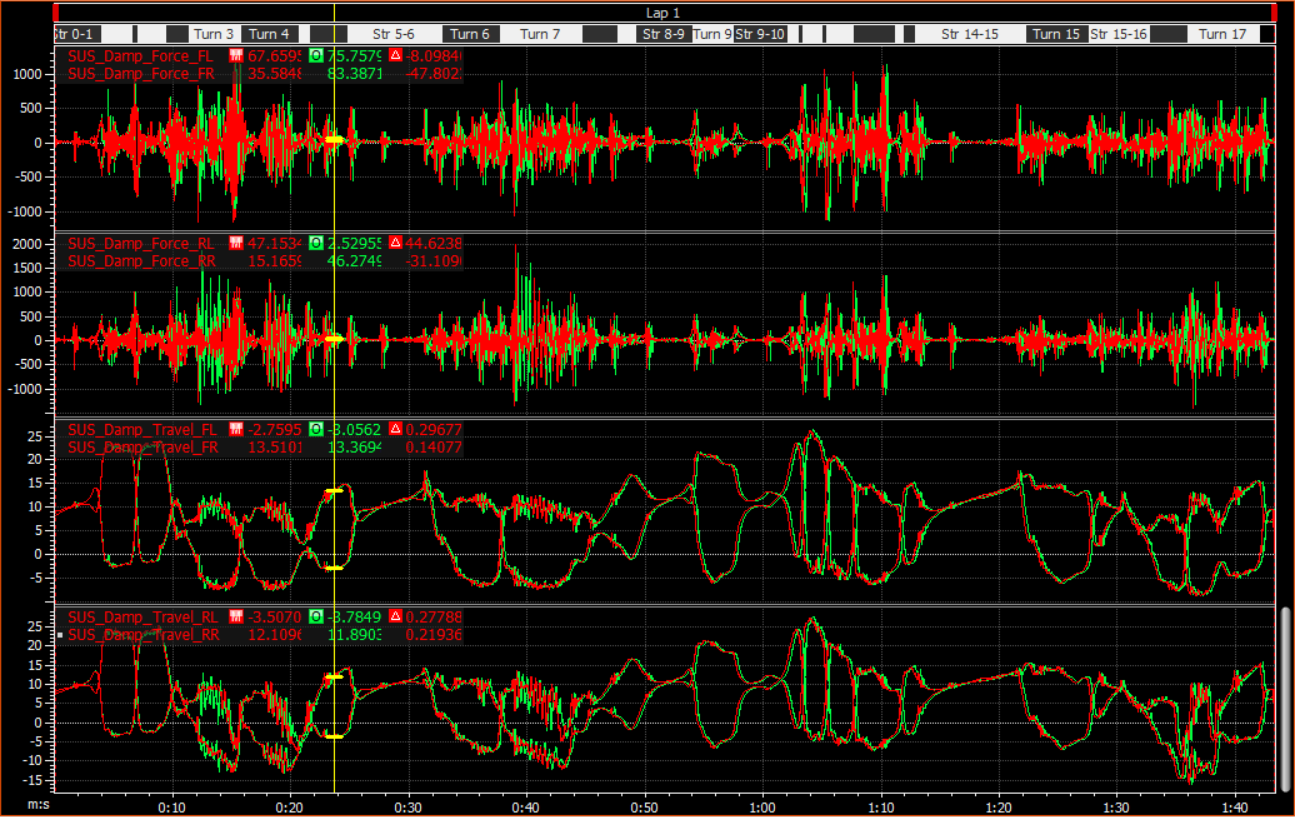 Lap 1
Str 0-1 Turn 3 Turn 4 Str 5-6 Turn 6 Turn 7 Str 8-9 Turn 9 Str 9-10 Str 14-15 Turn 15 Str 15-16 Turn 17
SUS_Damp_Force_FL 67.6595 O 75.7579 Δ -8.0984
SUS_Damp_Force_FR 35.5848 83.3871 -47.802
1000
500
0
-500
-1000
SUS_Damp_Force_RL 47.1534 O 2.52955 Δ 44.6238
SUS_Damp_Force_RR 15.1659 46.2749 -31.109
2000
1500
1000
500
0
-500
-1000
SUS_Damp_Travel_FL -2.7595 O -3.0562 Δ 0.29677
SUS_Damp_Travel_FR 13.5101 13.3694 0.14077
25
20
15
10
5
0
-5
SUS_Damp_Travel_RL -3.5070 O -3.7849 Δ 0.27788
SUS_Damp_Travel_RR 12.1096 11.8903 0.21936
25
20
15
10
5
0
-5
-10
-15
m:s 0:10 0:20 0:30 0:40 0:50 1:00 1:10 1:20 1:30 1:40